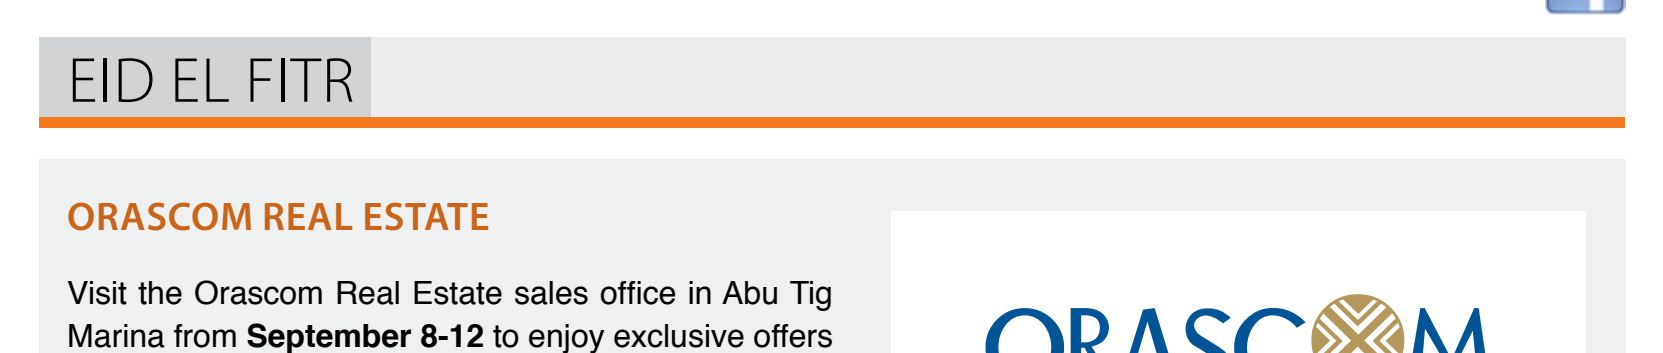 EID EL FITR
ORASCOM REAL ESTATE
Visit the Orascom Real Estate sales office in Abu Tig
Marina from September 8-12 to enjoy exclusive offers
ORASCOM